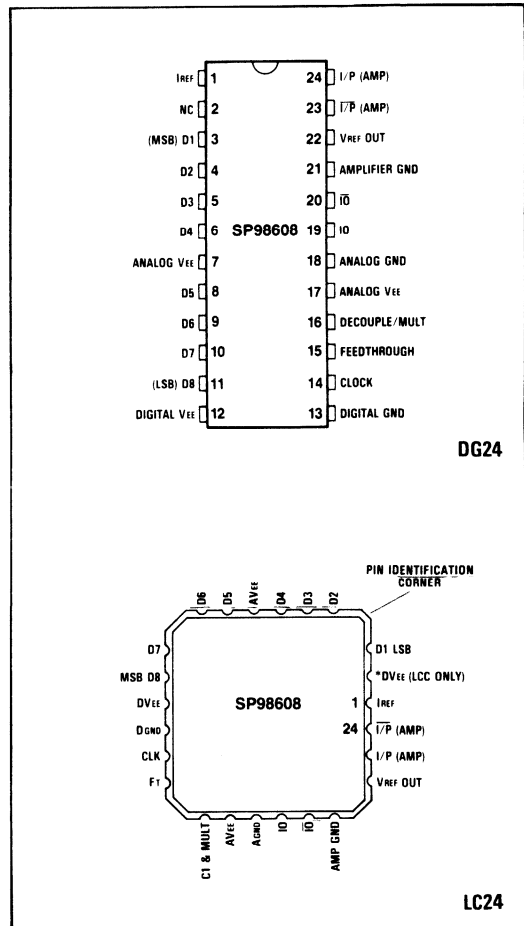 IREF 1 24 I/P (AMP)
NC 2 23 I/P (AMP)
(MSB) D1 3 22 VREF OUT
D2 4 21 AMPLIFIER GND
D3 5 20 IO
D4 6 SP98608 19 IO
ANALOG VEE 7 18 ANALOG GND
D5 8 17 ANALOG VEE
D6 9 16 DECOUPLE/MULT
D7 10 15 FEEDTHROUGH
(LSB) D8 11 14 CLOCK
DIGITAL VEE 12 13 DIGITAL GND
DG24
PIN IDENTIFICATION
CORNER
D6 D5 AVEE D4 D3 D2
D7 D1 LSB
MSB D8 *DVEE (LCC ONLY)
DVEE SP98608 1 IREF
DGND 24 I/P (AMP)
CLK I/P (AMP)
FT VREF OUT
C1 & MULT AVEE AGND IO IO AMP GND
LC24